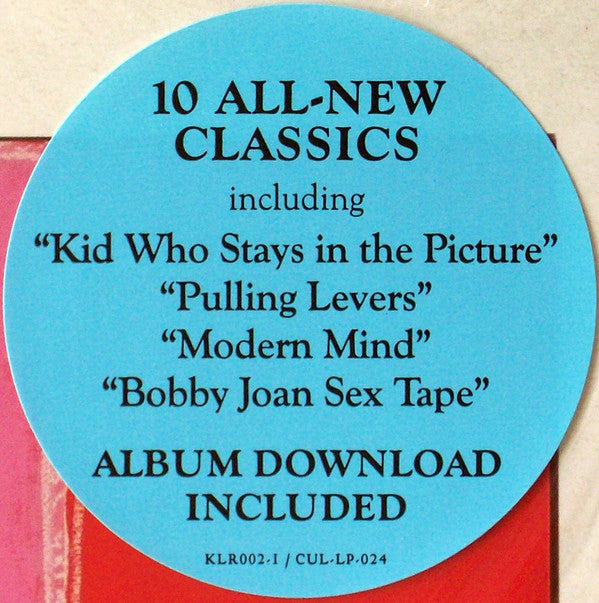 10 ALL-NEW
CLASSICS
including
“Kid Who Stays in the Picture”
“Pulling Levers”
“Modern Mind”
“Bobby Joan Sex Tape”
ALBUM DOWNLOAD
INCLUDED
KLR002-1 / CUL-LP-024